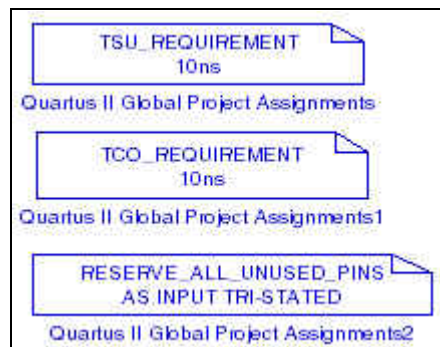 TSU_REQUIREMENT
10ns
Quartus II Global Project Assignments
TCO_REQUIREMENT
10ns
Quartus II Global Project Assignments1
RESERVE_ALL_UNUSED_PINS
AS INPUT TRI-STATED
Quartus II Global Project Assignments2